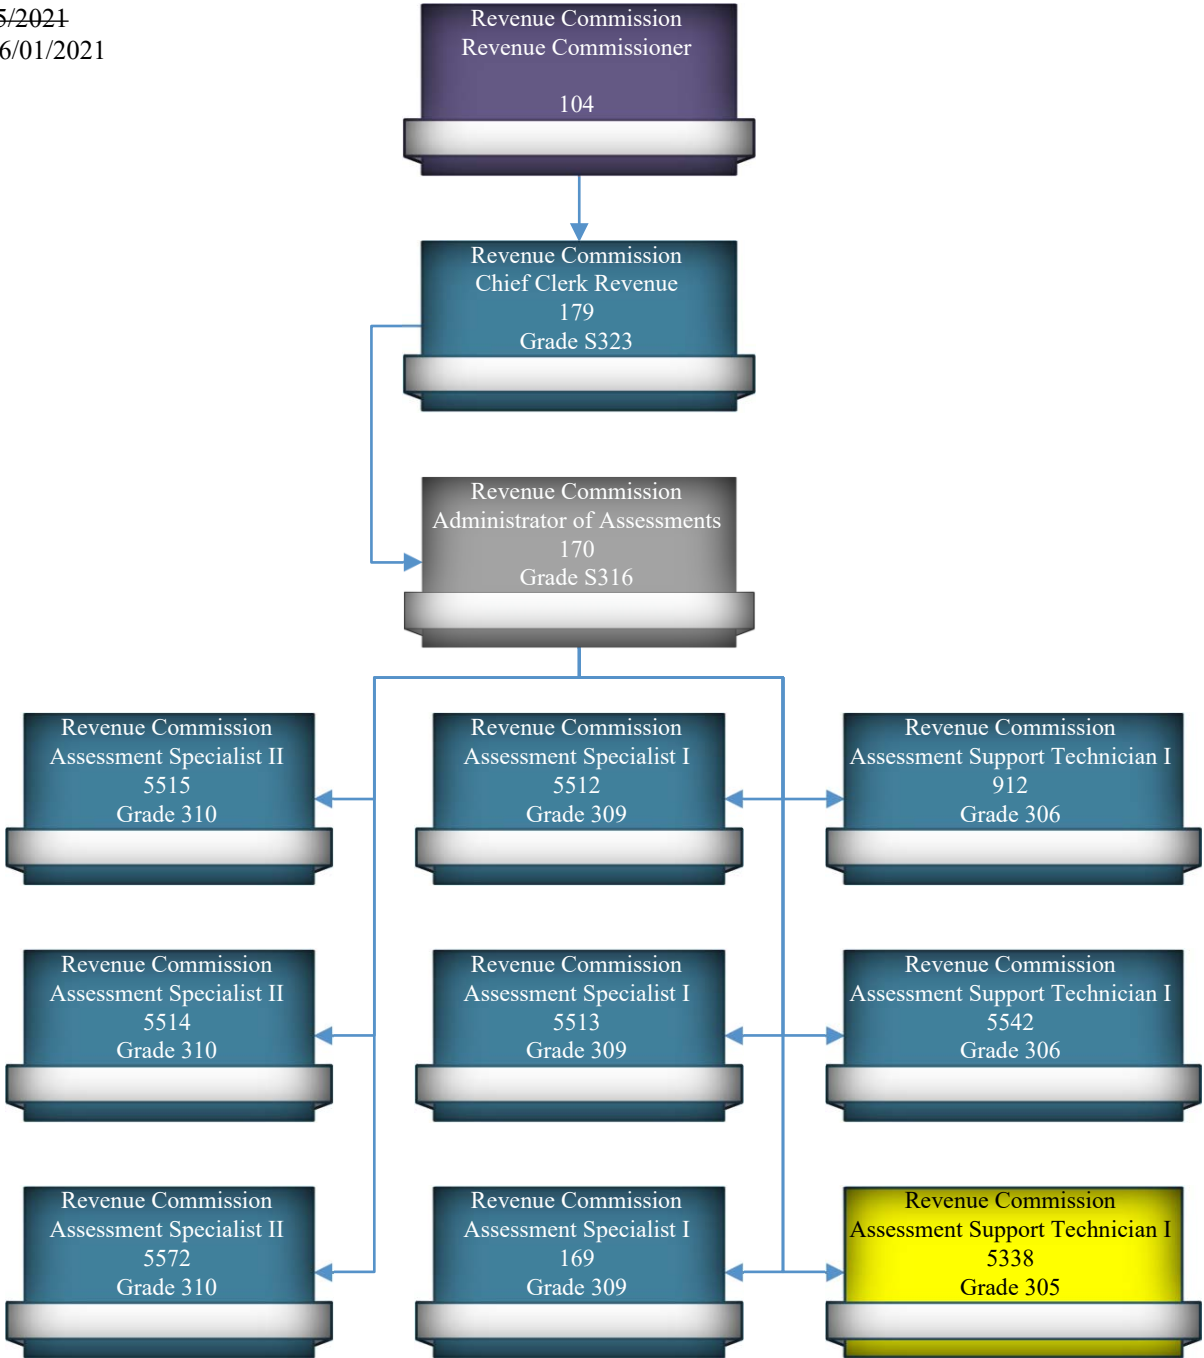 5/2021
6/01/2021
Revenue Commission
Revenue Commissioner
104
Revenue Commission
Chief Clerk Revenue
179
Grade S323
Revenue Commission
Administrator of Assessments
170
Grade S316
Revenue Commission
Assessment Specialist II
5515
Grade 310
Revenue Commission
Assessment Specialist I
5512
Grade 309
Revenue Commission
Assessment Support Technician I
912
Grade 306
Revenue Commission
Assessment Specialist II
5514
Grade 310
Revenue Commission
Assessment Specialist I
5513
Grade 309
Revenue Commission
Assessment Support Technician I
5542
Grade 306
Revenue Commission
Assessment Specialist II
5572
Grade 310
Revenue Commission
Assessment Specialist I
169
Grade 309
Revenue Commission
Assessment Support Technician I
5338
Grade 305